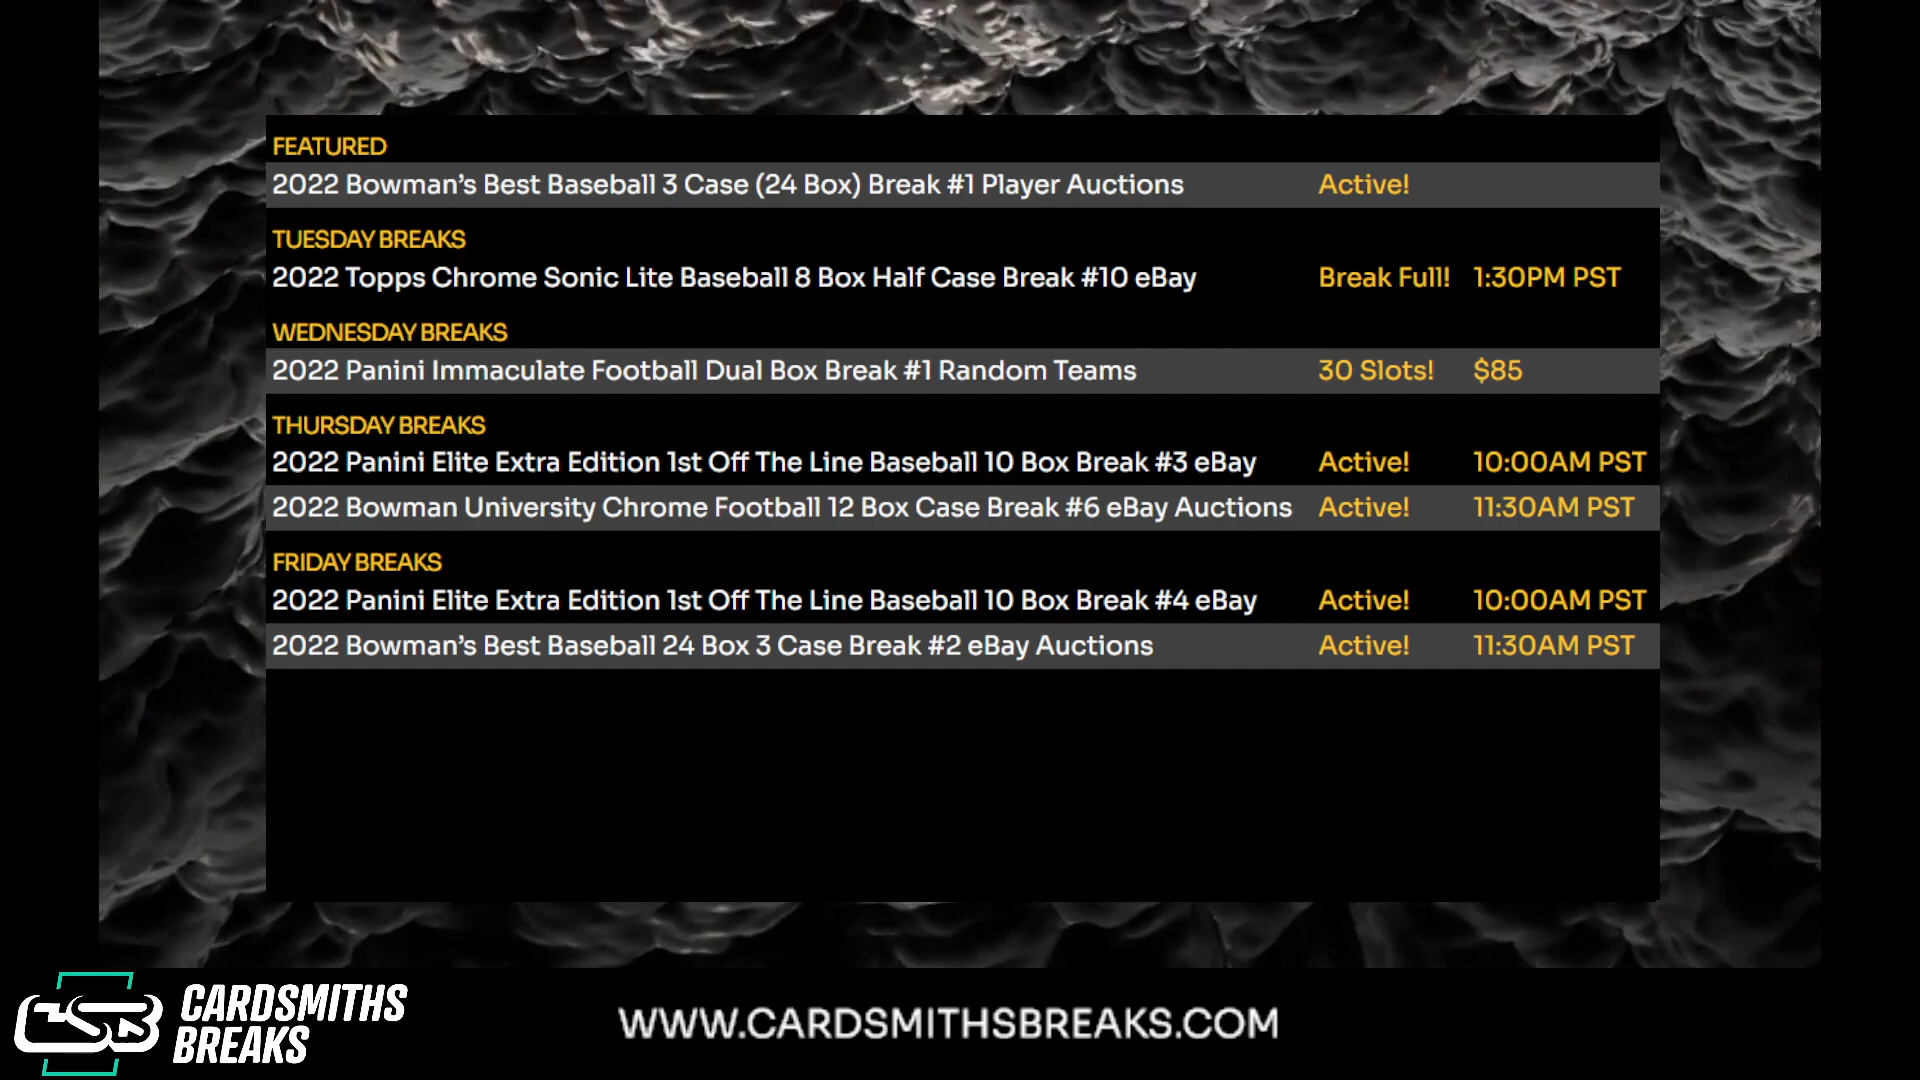 FEATURED
2022 Bowman's Best Baseball 3 Case (24 Box) Break #1 Player Auctions Active!
TUESDAY BREAKS
2022 Topps Chrome Sonic Lite Baseball 8 Box Half Case Break #10 eBay Break Full! 1:30PM PST
WEDNESDAY BREAKS
2022 Panini Immaculate Football Dual Box Break #1 Random Teams 30 Slots! $85
THURSDAY BREAKS
2022 Panini Elite Extra Edition 1st Off The Line Baseball 10 Box Break #3 eBay Active! 10:00AM PST
2022 Bowman University Chrome Football 12 Box Case Break #6 eBay Auctions Active! 11:30AM PST
FRIDAY BREAKS
2022 Panini Elite Extra Edition 1st Off The Line Baseball 10 Box Break #4 eBay Active! 10:00AM PST
2022 Bowman's Best Baseball 24 Box 3 Case Break #2 eBay Auctions Active! 11:30AM PST
CSB CARDSMITHS
BREAKS
WWW.CARDSMITHSBREAKS.COM